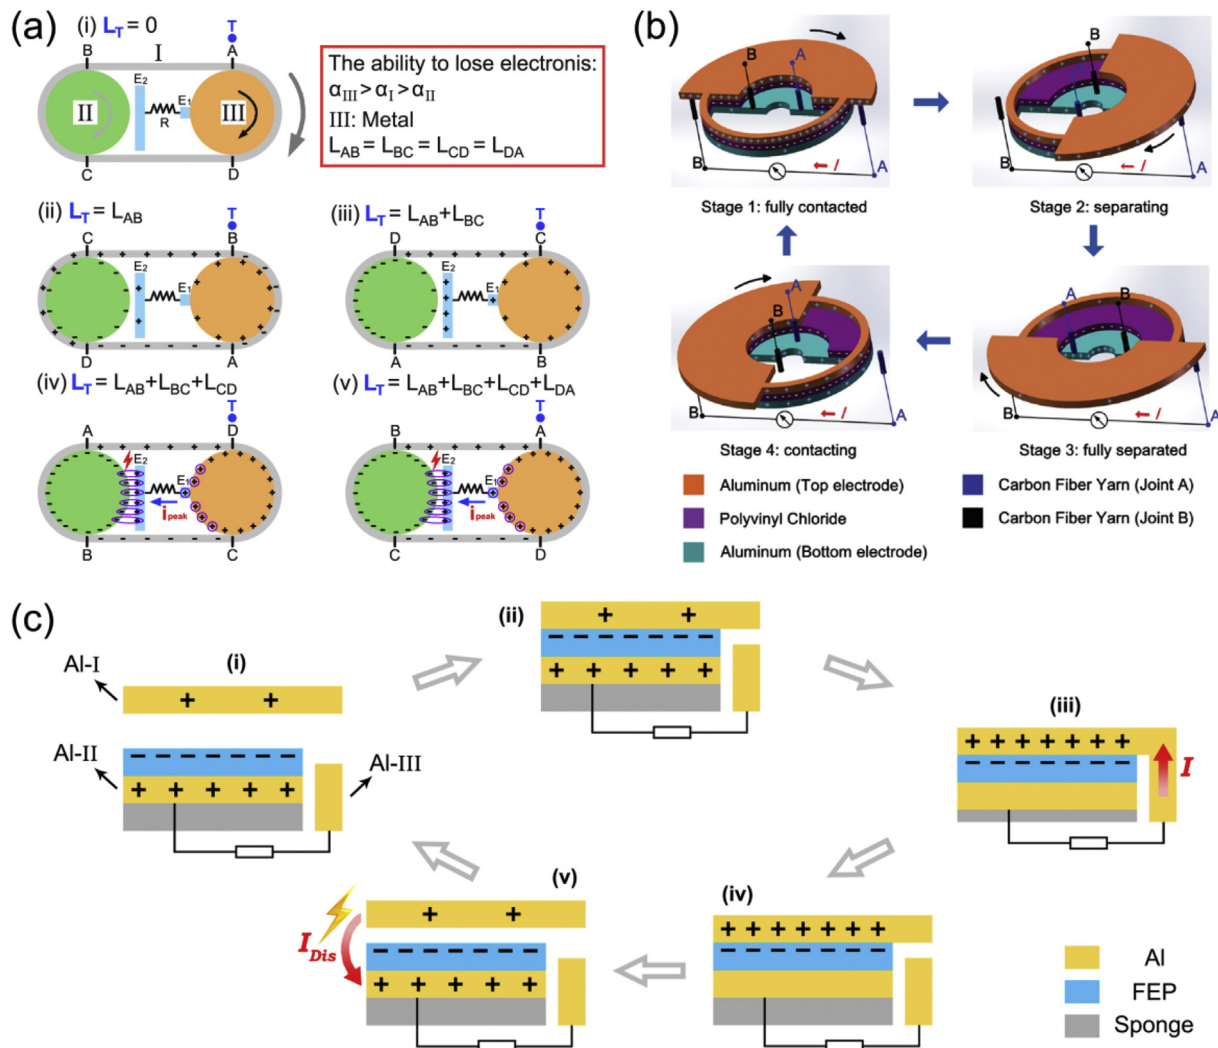 (a)
(i) L_T = 0
T
B
I
A
E₂
II
R
E₁
III
C
D
The ability to lose electronis:
α_III > α_I > α_II
III: Metal
L_AB = L_BC = L_CD = L_DA
(ii) L_T = L_AB
T
C
B
E₂
E₁
D
A
(iii) L_T = L_AB+L_BC
T
D
C
E₂
E₁
A
B
(iv) L_T = L_AB+L_BC+L_CD
T
A
D
E₂
E₁
i_peak
B
C
(v) L_T = L_AB+L_BC+L_CD+L_DA
T
B
A
E₂
E₁
i_peak
C
D
(b)
B
A
B
I
A
Stage 1: fully contacted
A
B
B
I
A
Stage 2: separating
A
B
B
I
A
Stage 4: contacting
A
B
B
I
A
Stage 3: fully separated
Aluminum (Top electrode)
Polyvinyl Chloride
Aluminum (Bottom electrode)
Carbon Fiber Yarn (Joint A)
Carbon Fiber Yarn (Joint B)
(c)
(i)
Al-I
Al-II
Al-III
(ii)
(iii)
I
(iv)
(v)
I_Dis
Al
FEP
Sponge